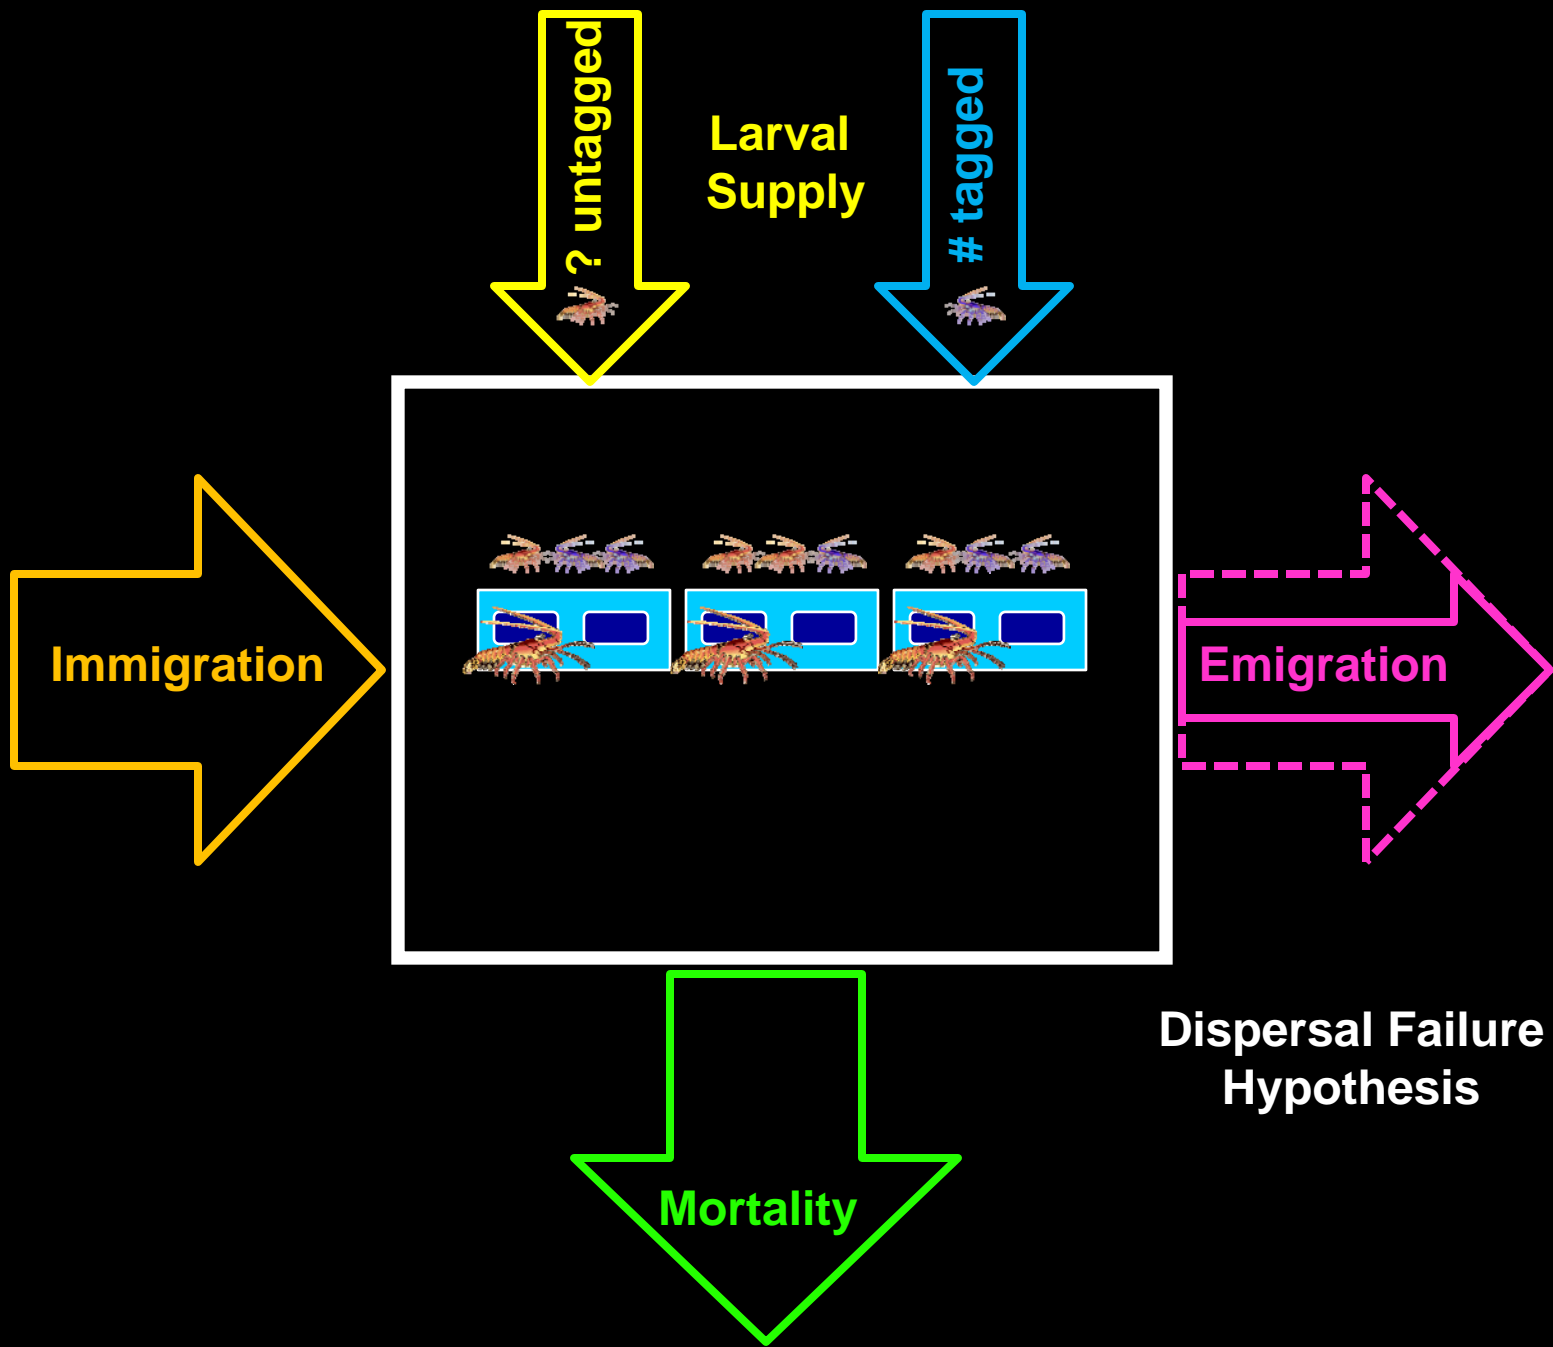 ? untagged
Larval
Supply
# tagged
Immigration
Emigration
Dispersal Failure
Hypothesis
Mortality